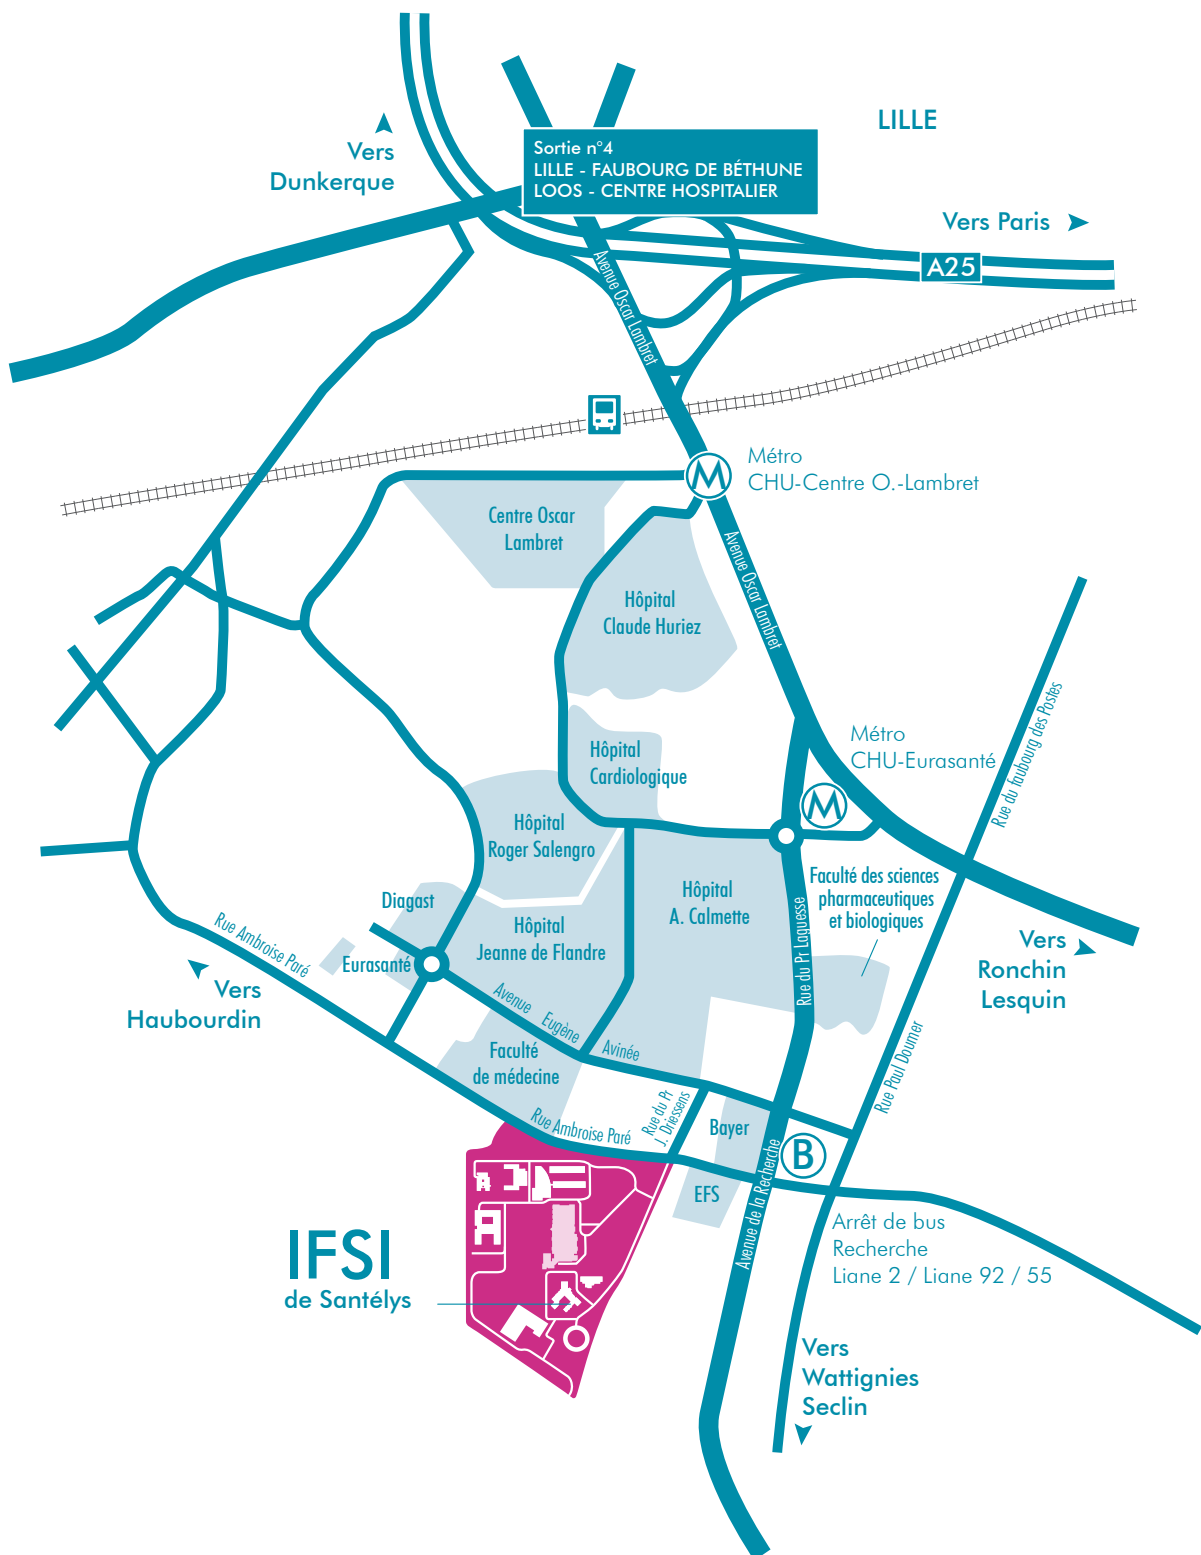 LILLE
Sortie n°4
LILLE - FAUBOURG DE BÉTHUNE
LOOS - CENTRE HOSPITALIER
Vers
Dunkerque
Vers Paris
A25
Avenue Oscar Lambret
M
Métro
CHU-Centre O.-Lambret
Centre Oscar
Lambret
Avenue Oscar Lambret
Hôpital
Claude Huriez
Rue du faubourg des Postes
Métro
CHU-Eurasanté
M
Hôpital
Cardiologique
Hôpital
Roger Salengro
Faculté des sciences
pharmaceutiques
et biologiques
Hôpital
A. Calmette
Diagast
Rue du Pr Laguesse
Hôpital
Jeanne de Flandre
Rue Ambroise Paré
Eurasanté
Vers
Ronchin
Lesquin
Vers
Haubourdin
Avenue Eugène Avinée
Faculté
de médecine
Rue Paul Doumer
Rue du Pr
J. Driessens
Rue Ambroise Paré
Bayer
B
EFS
Avenue de la Recherche
Arrêt de bus
Recherche
Liane 2 / Liane 92 / 55
IFSI
de Santélys
Vers
Wattignies
Seclin